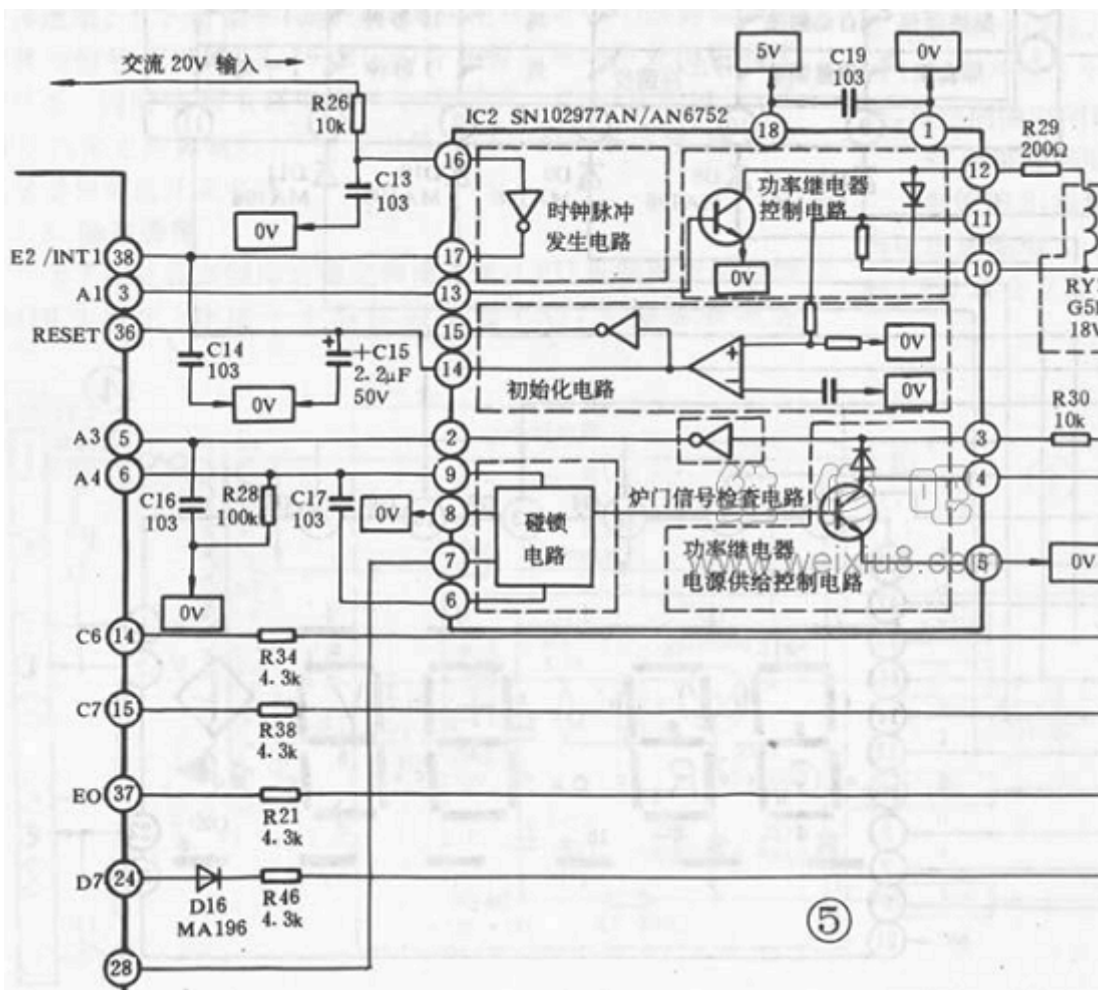 5V
C19
103
0V
交流 20V 输入
R26
10k
IC2 SN102977AN/AN6752
18
1
R29
200Ω
16
12
C13
103
时钟脉冲
发生电路
功率继电器
控制电路
11
0V
E2/INT1
38
17
0V
10
A1
3
13
RESET
36
15
C14
103
C15
2.2μF
50V
14
初始化电路
0V
0V
0V
18V
R30
10k
A3
5
2
3
A4
6
9
4
C16
103
R28
100k
C17
103
0V
8
碰锁
电路
炉门信号检查电路
功率继电器
电源供给控制电路
www.weixiu8.com
7
5
0V
0V
6
C6
14
R34
4.3k
C7
15
R38
4.3k
EO
37
R21
4.3k
D7
24
D16
MA196
R46
4.3k
⑤
28